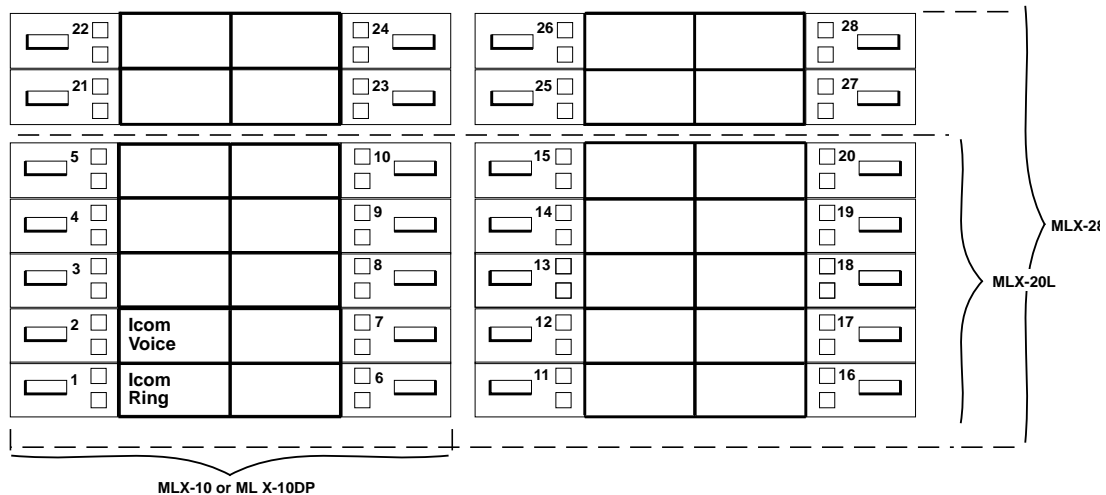 22 24 26 28
21 23 25 27
5 10 15 20
4 9 14 19
MLX-28
3 8 13 18
MLX-20L
2 Icom Voice 7 12 17
1 Icom Ring 6 11 16
MLX-10 or ML X-10DP